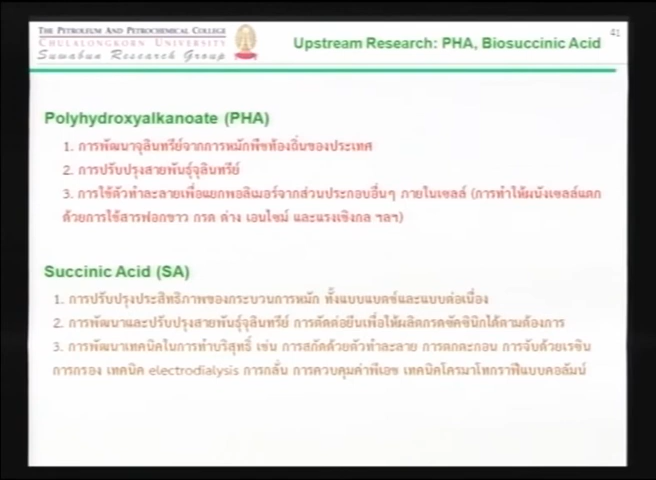 THE PETROLEUM AND PETROCHEMICAL COLLEGE
CHULALONGKORN UNIVERSITY
Suwabun Research Group
Upstream Research: PHA, Biosuccinic Acid
41
Polyhydroxyalkanoate (PHA)
1. การพัฒนาจุลินทรีย์จากการหมักพืชท้องถิ่นของประเทศ
2. การปรับปรุงสายพันธุ์จุลินทรีย์
3. การใช้ตัวทำละลายเพื่อแยกพอลิเมอร์จากส่วนประกอบอื่นๆ ภายในเซลล์ (การทำให้ผนังเซลล์แตก
ด้วยการใช้สารฟอกขาว กรด ด่าง เอนไซม์ และแรงเชิงกล ฯลฯ)
Succinic Acid (SA)
1. การปรับปรุงประสิทธิภาพของกระบวนการหมัก ทั้งแบบแบตช์และแบบต่อเนื่อง
2. การพัฒนาและปรับปรุงสายพันธุ์จุลินทรีย์ การตัดต่อยีนเพื่อให้ผลิตกรดซัคซินิกได้ตามต้องการ
3. การพัฒนาเทคนิคในการทำบริสุทธิ์ เช่น การสกัดด้วยตัวทำละลาย การตกตะกอน การจับด้วยเรซิน
การกรอง เทคนิค electrodialysis การกลั่น การควบคุมค่าพีเอช เทคนิคโครมาโทกราฟีแบบคอลัมน์